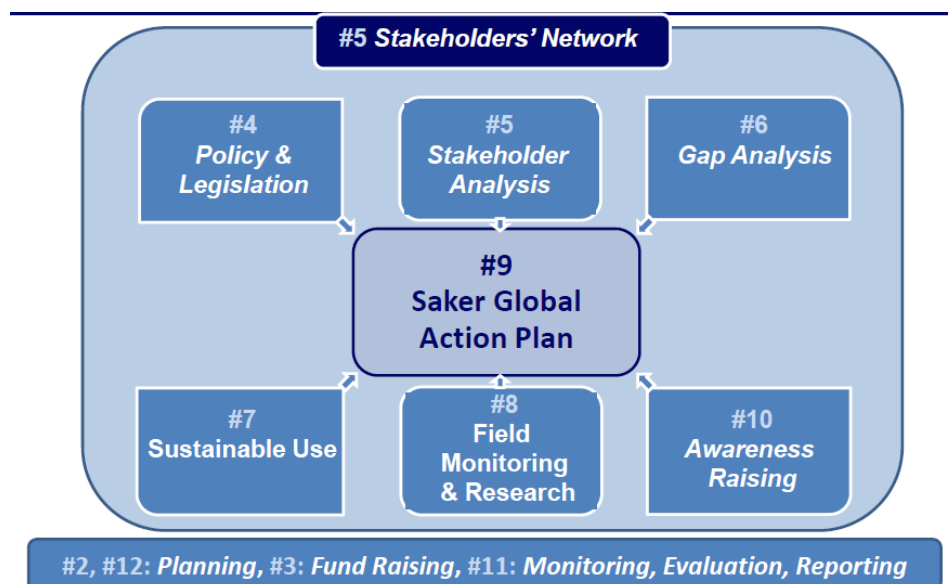 #5 Stakeholders’ Network
#4
Policy &
Legislation
#5
Stakeholder
Analysis
#6
Gap Analysis
#9
Saker Global
Action Plan
#7
Sustainable Use
#8
Field
Monitoring
& Research
#10
Awareness
Raising
#2, #12: Planning, #3: Fund Raising, #11: Monitoring, Evaluation, Reporting